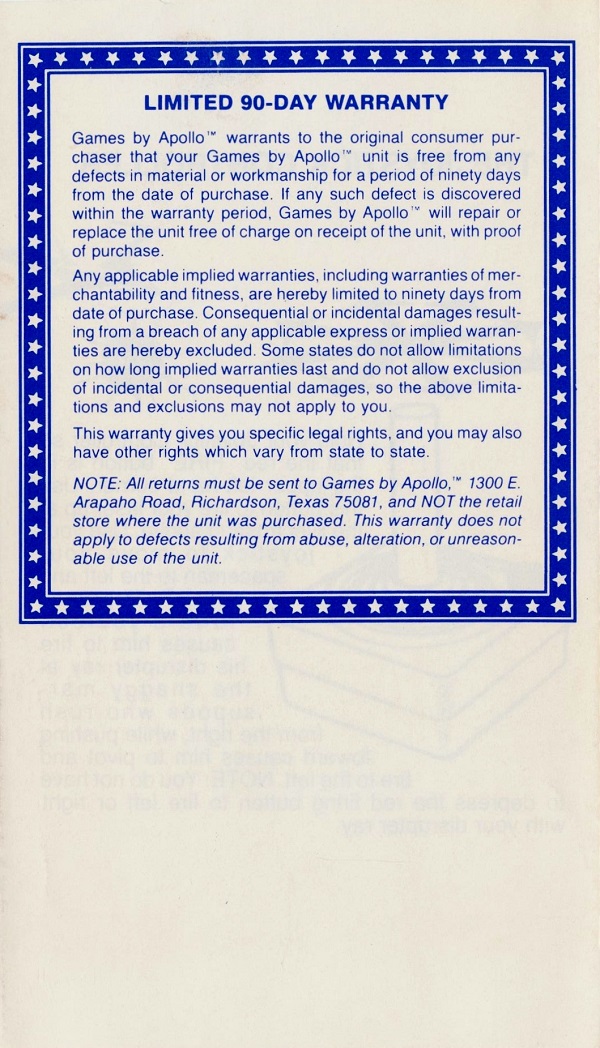 LIMITED 90-DAY WARRANTY
Games by Apollo™ warrants to the original consumer pur-
chaser that your Games by Apollo™ unit is free from any
defects in material or workmanship for a period of ninety days
from the date of purchase. If any such defect is discovered
within the warranty period, Games by Apollo™ will repair or
replace the unit free of charge on receipt of the unit, with proof
of purchase.
Any applicable implied warranties, including warranties of mer-
chantability and fitness, are hereby limited to ninety days from
date of purchase. Consequential or incidental damages result-
ing from a breach of any applicable express or implied warran-
ties are hereby excluded. Some states do not allow limitations
on how long implied warranties last and do not allow exclusion
of incidental or consequential damages, so the above limita-
tions and exclusions may not apply to you.
This warranty gives you specific legal rights, and you may also
have other rights which vary from state to state.
NOTE: All returns must be sent to Games by Apollo,™ 1300 E.
Arapaho Road, Richardson, Texas 75081, and NOT the retail
store where the unit was purchased. This warranty does not
apply to defects resulting from abuse, alteration, or unreason-
able use of the unit.